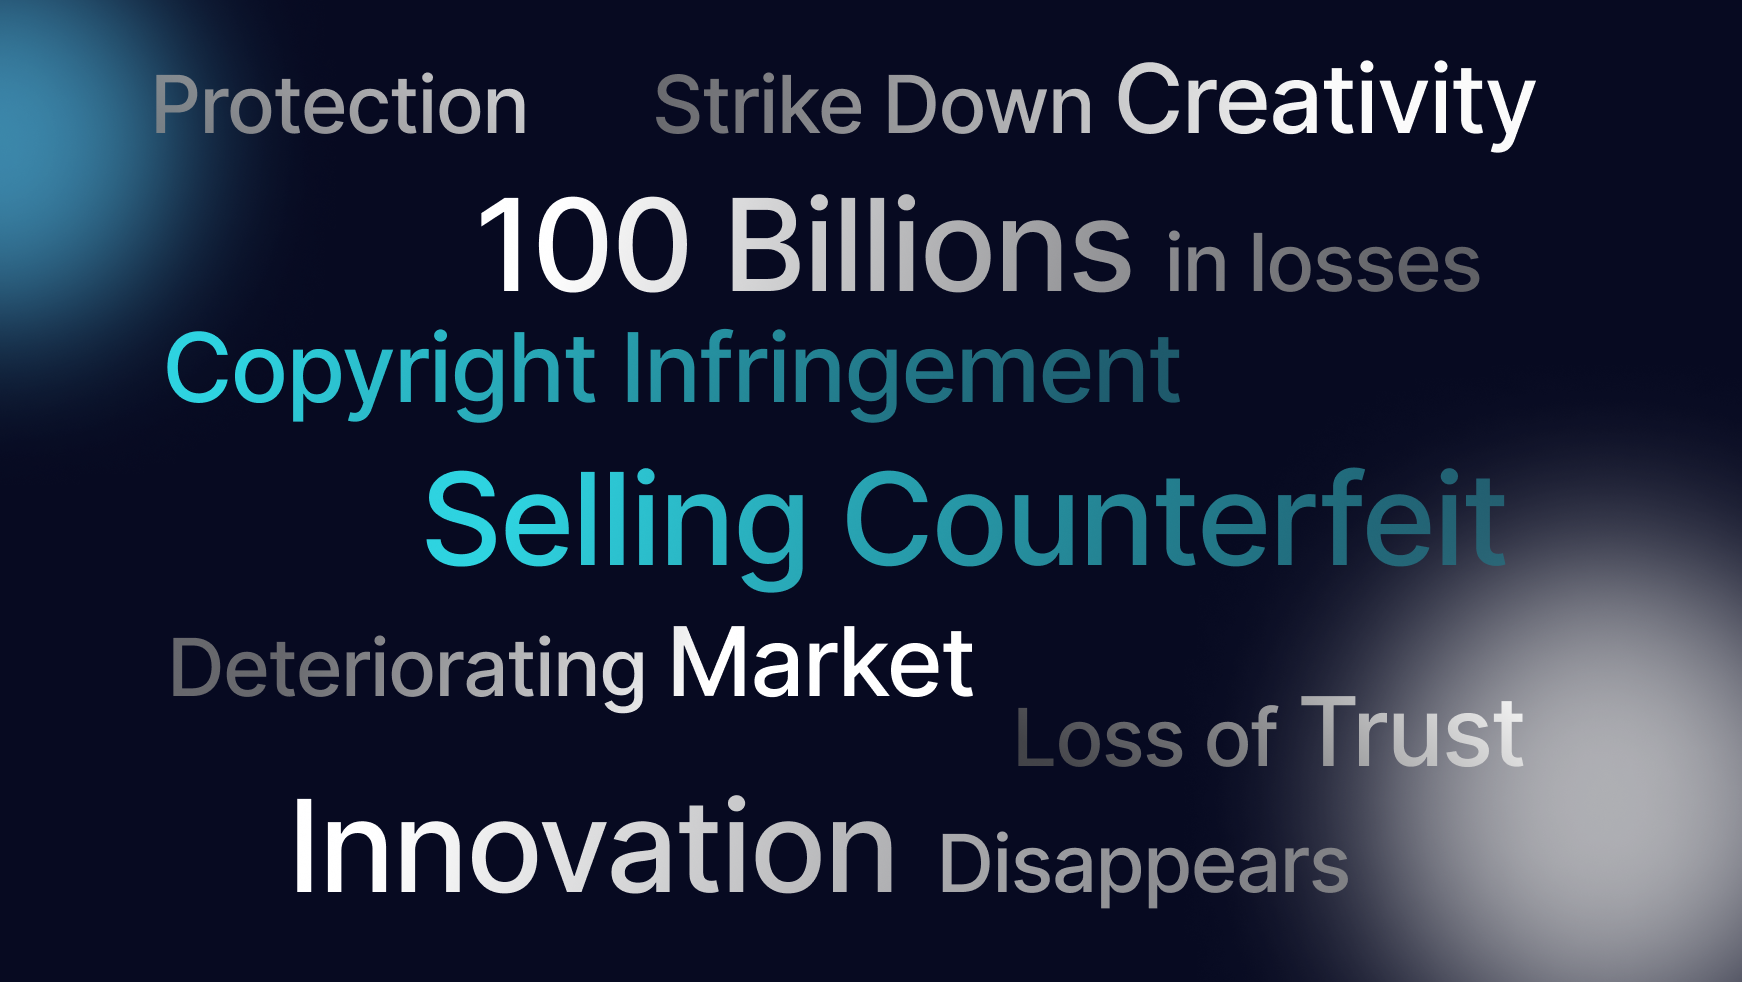 Protection
Strike Down Creativity
100 Billions in losses
Copyright Infringement
Selling Counterfeit
Deteriorating Market
Loss of Trust
Innovation Disappears